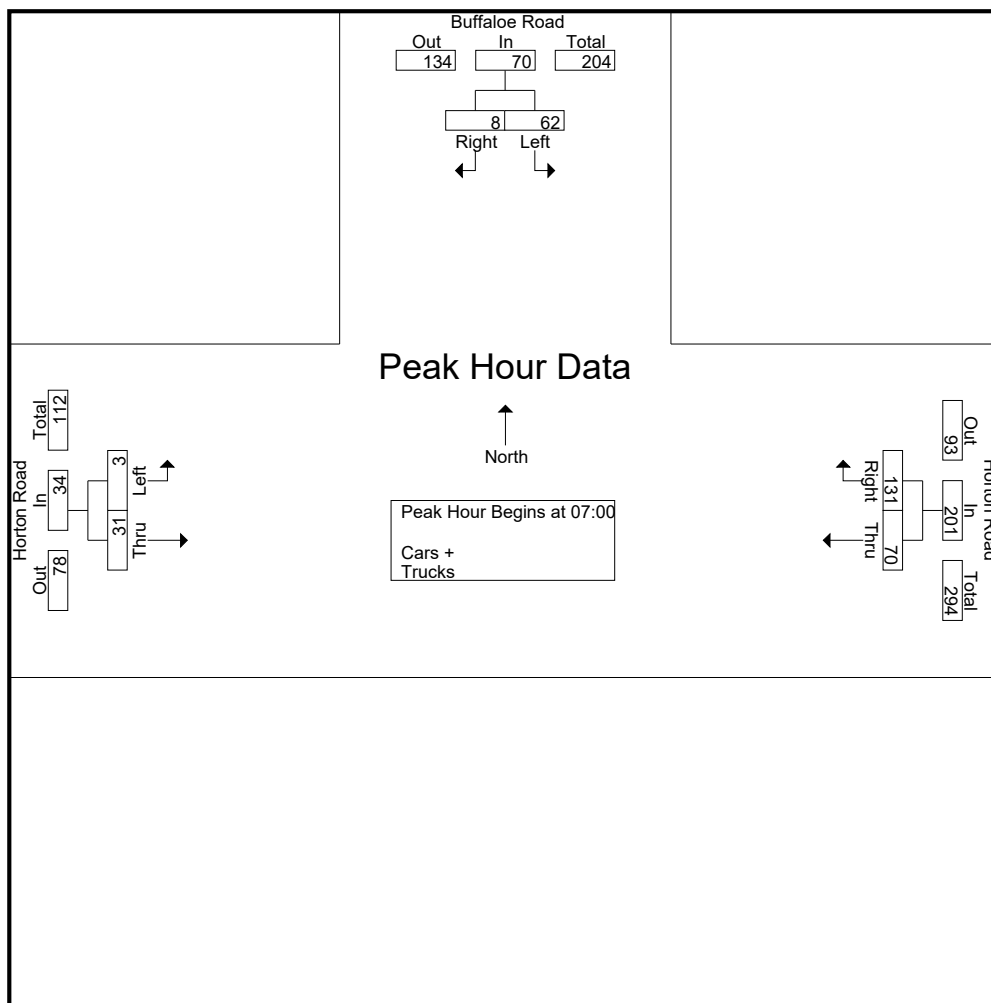 Buffaloe Road
Out In Total
134 70 204
8 62
Right Left
Peak Hour Data
North
Peak Hour Begins at 07:00
Cars +
Trucks
Horton Road
Out In Total
78 34 112
31 3
Thru Left
Horton Road
Out In Total
93 201 294
131 70
Right Thru